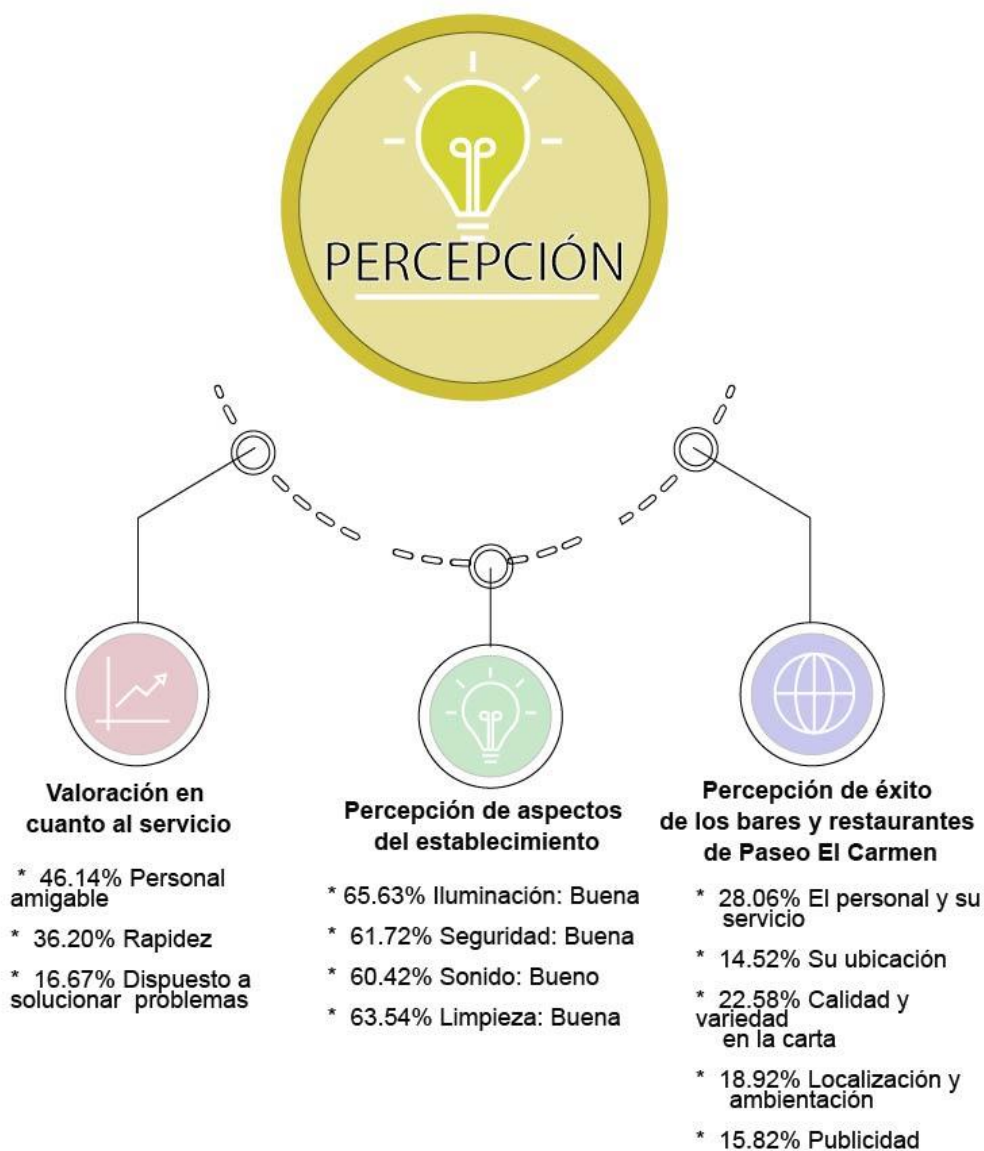 PERCEPCIÓN
Valoración en
cuanto al servicio
* 46.14% Personal
amigable
* 36.20% Rapidez
* 16.67% Dispuesto a
solucionar problemas
Percepción de aspectos
del establecimiento
* 65.63% Iluminación: Buena
* 61.72% Seguridad: Buena
* 60.42% Sonido: Bueno
* 63.54% Limpieza: Buena
Percepción de éxito
de los bares y restaurantes
de Paseo El Carmen
* 28.06% El personal y su
servicio
* 14.52% Su ubicación
* 22.58% Calidad y
variedad
en la carta
* 18.92% Localización y
ambientación
* 15.82% Publicidad